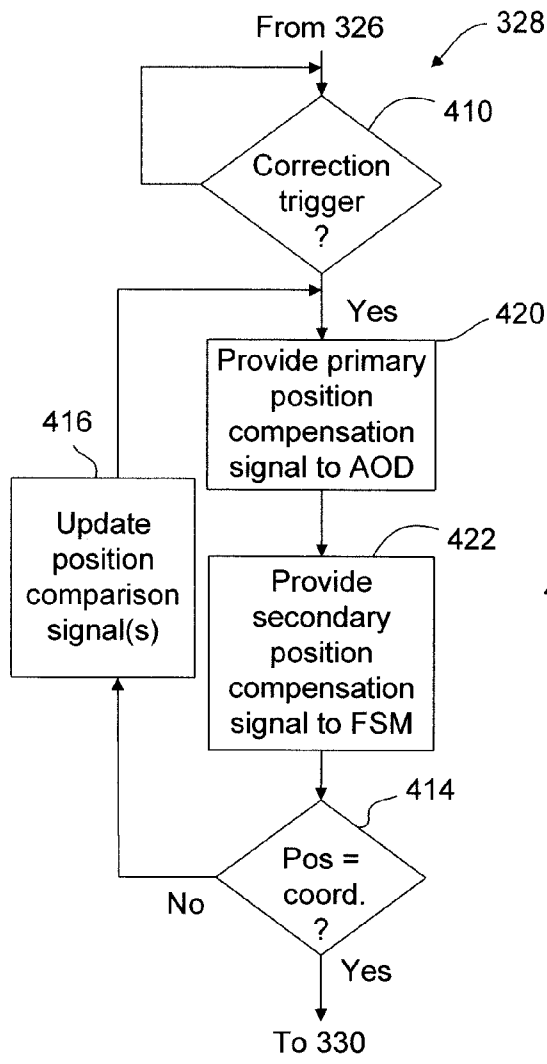 From 326
328
410
Correction
trigger
?
Yes
420
Provide primary
position
compensation
signal to AOD
416
Update
position
comparison
signal(s)
422
Provide
secondary
position
compensation
signal to FSM
414
Pos =
coord.
?
No
Yes
To 330